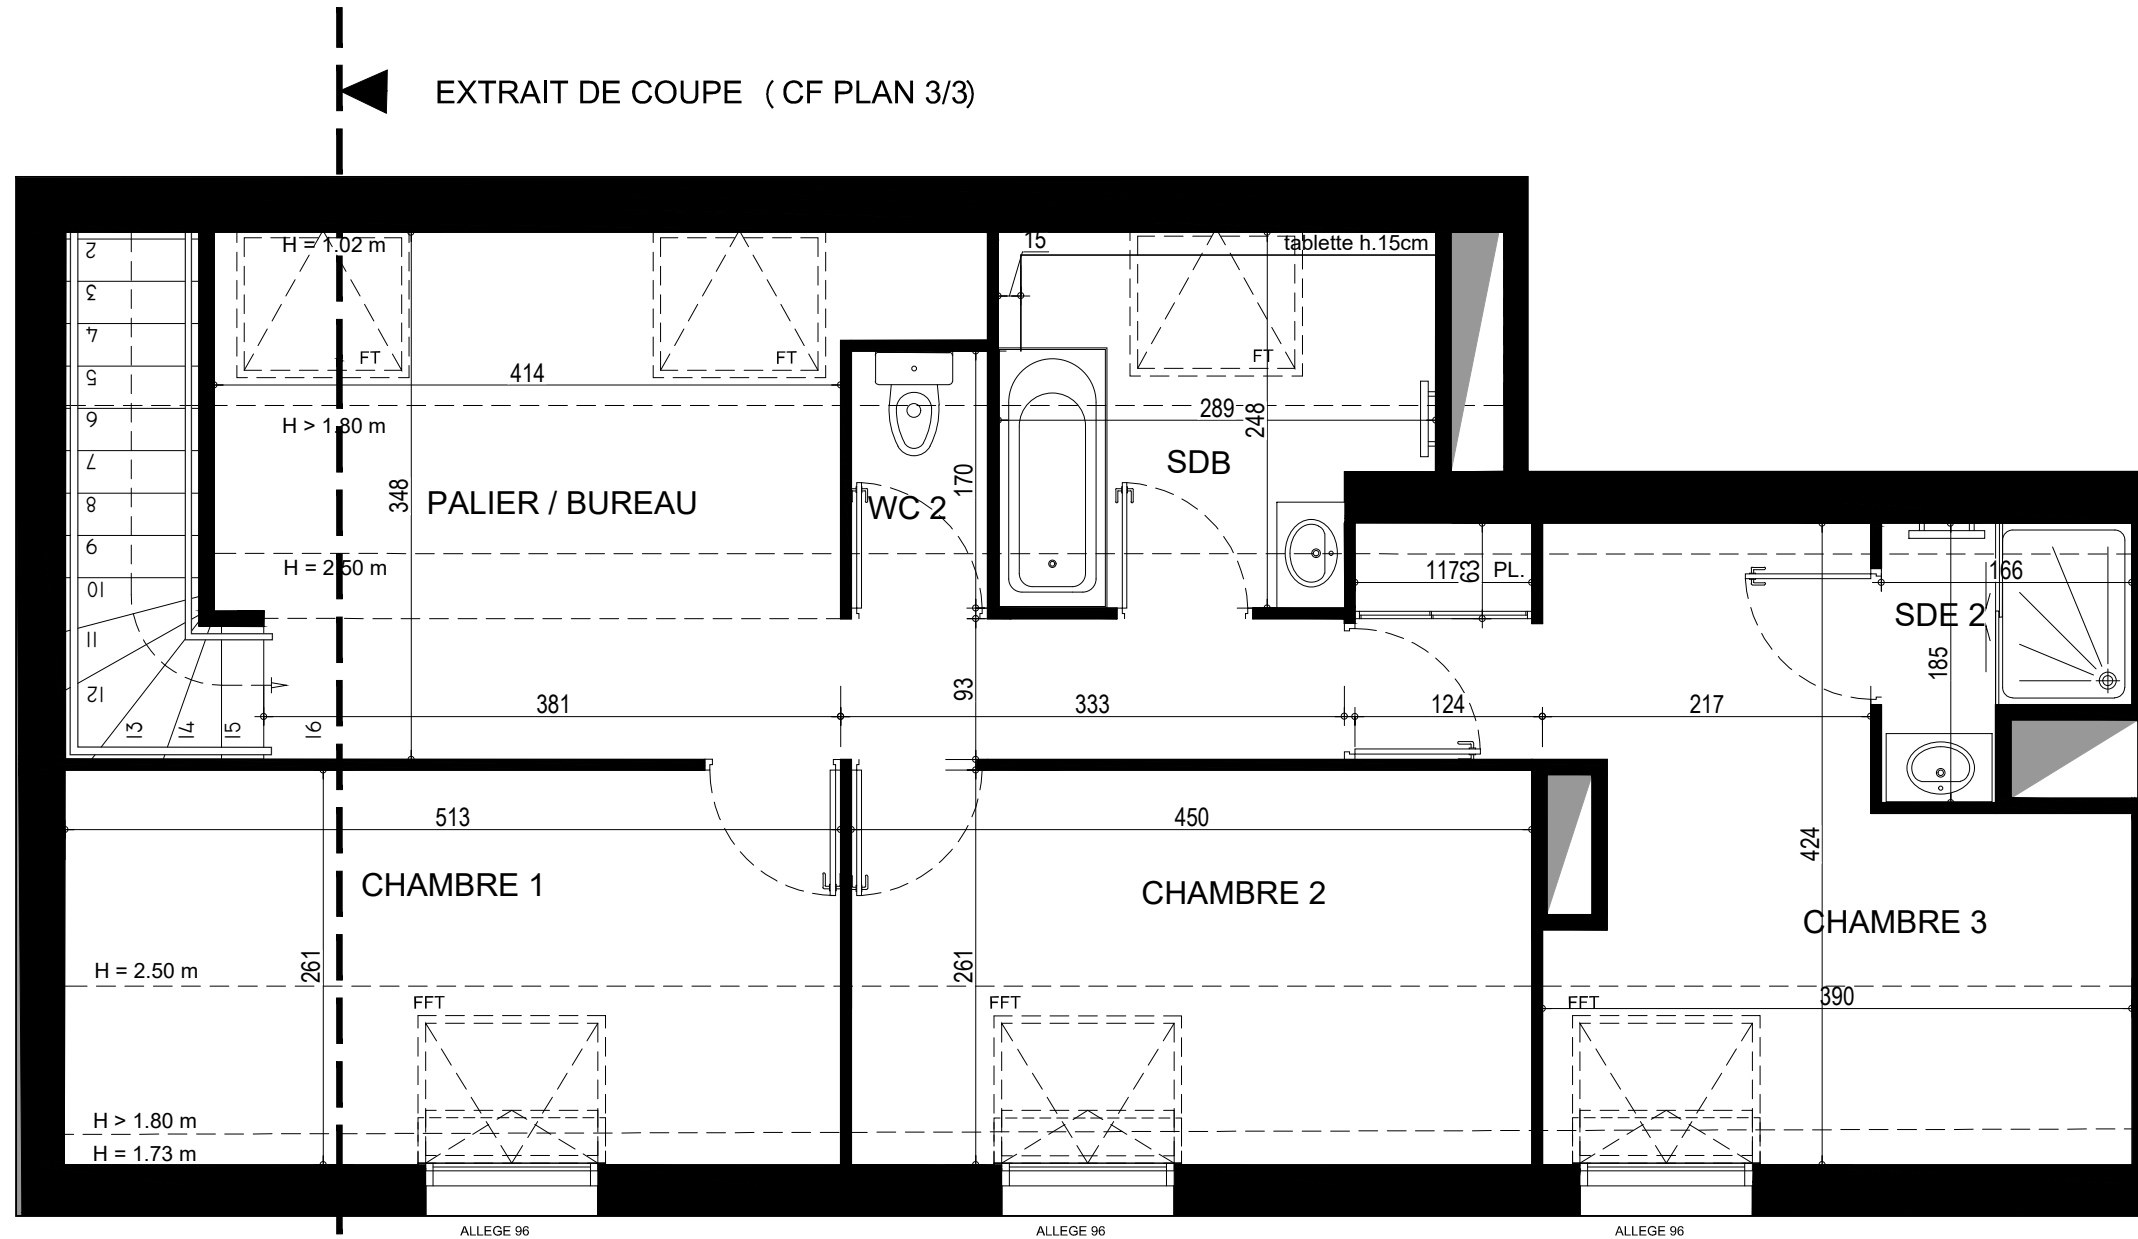 EXTRAIT DE COUPE ( CF PLAN 3/3)
H = 1.02 m
15
tablette h.15cm
2
3
4
5
6
7
8
9
10
11
12
13
14
15
16
FT
FT
FT
414
H > 1.80 m
289
248
SDB
348
PALIER / BUREAU
170
WC 2
H = 2.50 m
117
63
PL.
166
SDE 2
185
381
93
333
124
217
513
450
424
CHAMBRE 1
CHAMBRE 2
CHAMBRE 3
H = 2.50 m
261
261
FFT
FFT
FFT
390
H > 1.80 m
H = 1.73 m
ALLEGE 96
ALLEGE 96
ALLEGE 96